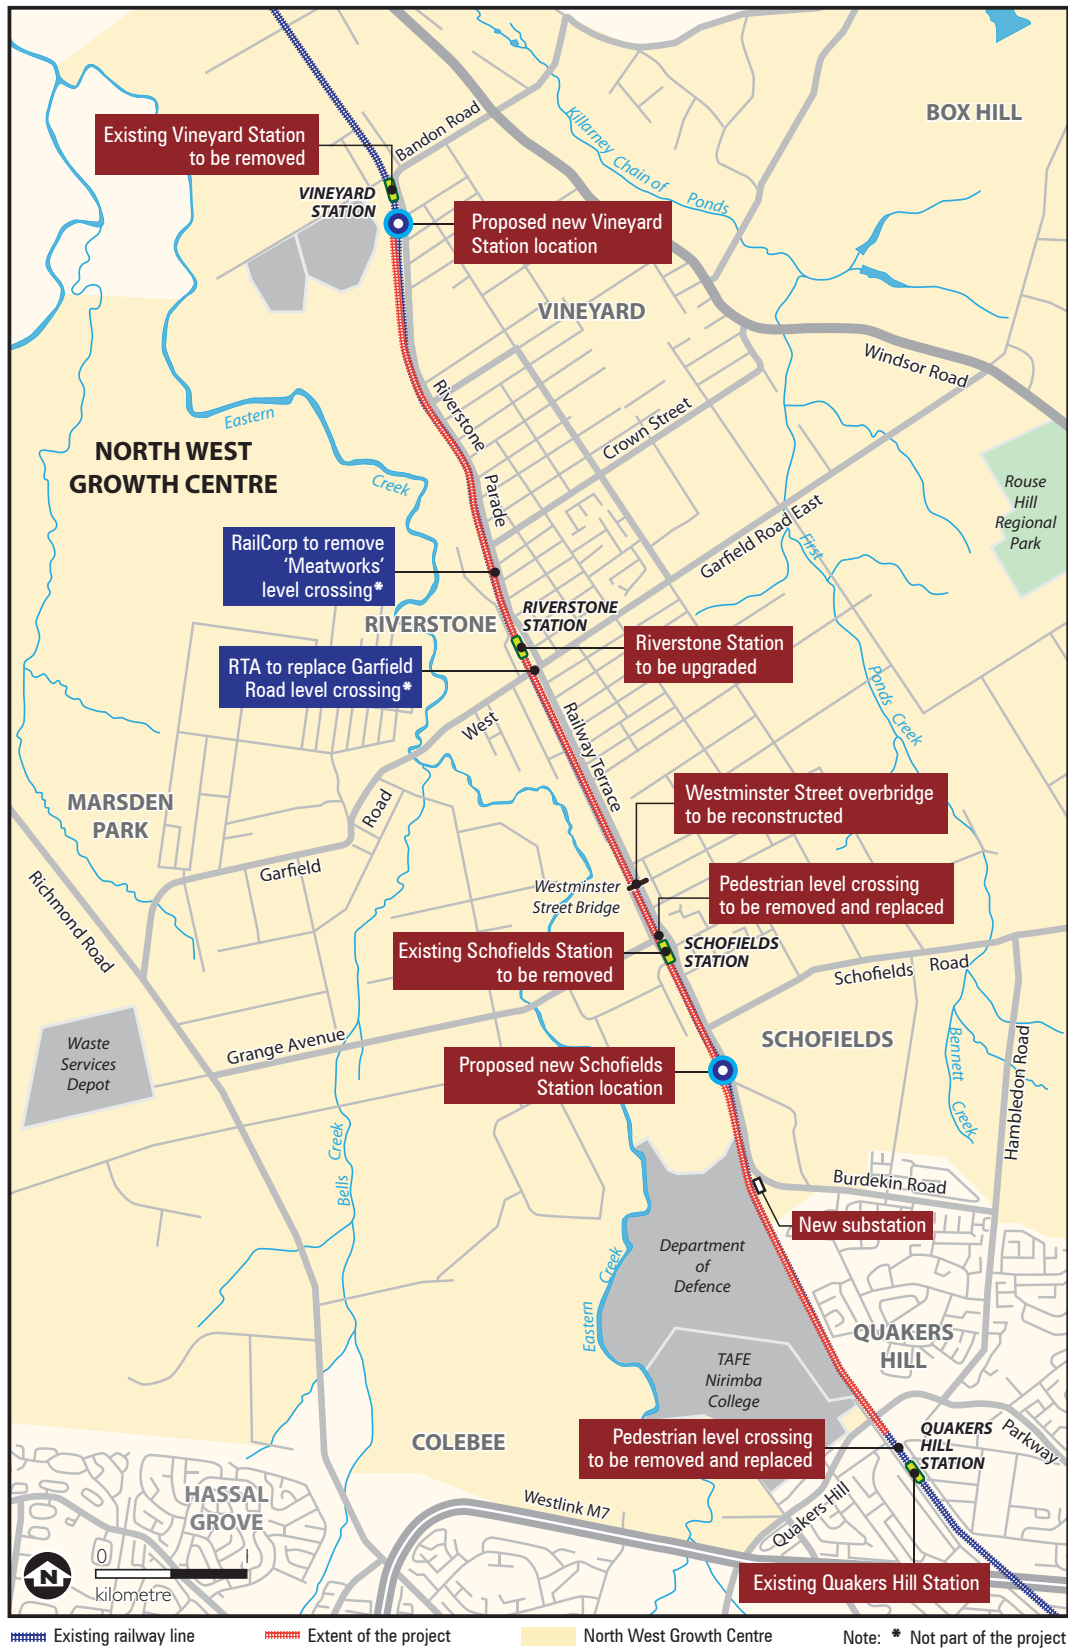 BOX HILL
Killarney Chain of Ponds
Bandon Road
Existing Vineyard Station
to be removed
VINEYARD
STATION
Proposed new Vineyard
Station location
VINEYARD
Windsor Road
Riverstone
Parade
Crown Street
Eastern
Creek
NORTH WEST
GROWTH CENTRE
Rouse
Hill
Regional
Park
Garfield Road East
First
Ponds Creek
RailCorp to remove
'Meatworks'
level crossing*
RIVERSTONE
RIVERSTONE
STATION
Riverstone Station
to be upgraded
RTA to replace Garfield
Road level crossing*
West
Railway Terrace
MARSDEN
PARK
Road
Garfield
Westminster Street overbridge
to be reconstructed
Richmond Road
Westminster
Street Bridge
Pedestrian level crossing
to be removed and replaced
Existing Schofields Station
to be removed
SCHOFIELDS
STATION
Schofields Road
Waste
Services
Depot
Grange Avenue
SCHOFIELDS
Bennett
Creek
Hambledon Road
Proposed new Schofields
Station location
Bells Creek
Burdekin Road
New substation
Department
of
Defence
Eastern Creek
QUAKERS
HILL
TAFE
Nirimba
College
Pedestrian level crossing
to be removed and replaced
QUAKERS
HILL
STATION
Parkway
COLEBEE
HASSAL
GROVE
Westlink M7
Quakers Hill
Existing Quakers Hill Station
N
0 1
kilometre
Existing railway line
Extent of the project
North West Growth Centre
Note: * Not part of the project